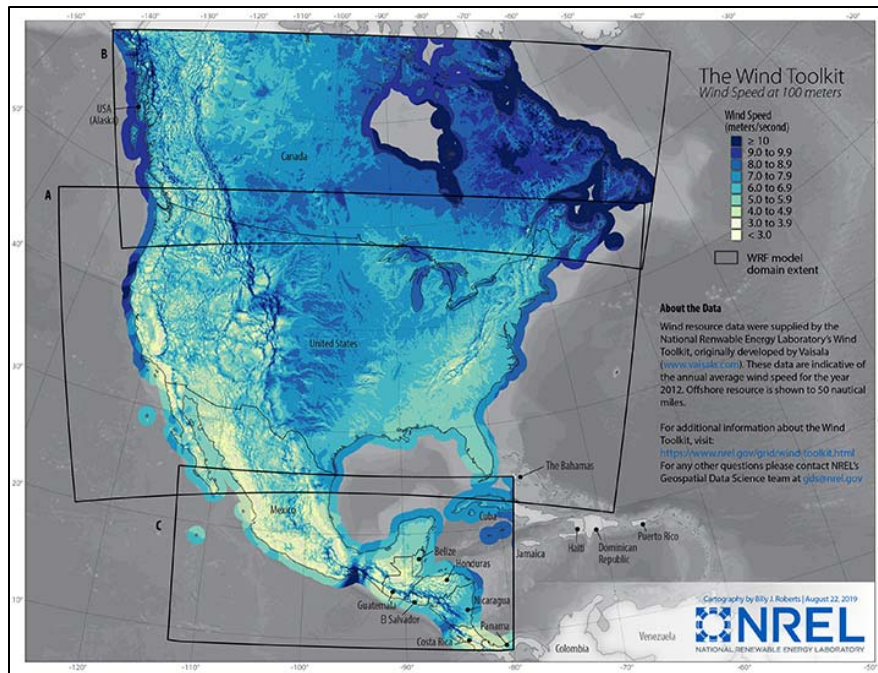 -130°
-120°
-110°
-100°
-90°
-80°
-70°
-60°
-50°
-40°
-30°
-20°
B
USA
(Alaska)
50°
Canada
A
40°
30°
20°
10°
United States
Mexico
C
The Wind Toolkit
Wind Speed at 100 meters
Wind Speed
(meters/second)
≥ 10
9.0 to 9.9
8.0 to 8.9
7.0 to 7.9
6.0 to 6.9
5.0 to 5.9
4.0 to 4.9
3.0 to 3.9
< 3.0
WRF model
domain extent
About the Data
Wind resource data were supplied by the
National Renwable Energy Laboratory's Wind
Toolkit, originally developed by Vaisala
(www.vaisala.com). These data are indicative of
the annual average wind speed for the year
2012. Offshore resource is shown to 50 nautical
miles.
For additional information about the Wind
Toolkit, visit:
https://www.nrel.gov/grid/wind-toolkit.html
For any other questions please contact NREL's
Geospatial Data Science team at gds@nrel.gov
The Bahamas
Cuba
Jamaica
Haiti
Dominican
Republic
Puerto Rico
Belize
Honduras
Guatemala
El Salvador
Nicaragua
Panama
Costa Rica
Colombia
Venezuela
Cartography by Billy J. Roberts | August 22, 2019
NREL
NATIONAL RENEWABLE ENERGY LABORATORY
-120°
-110°
-100°
-90°
-80°
-70°
-60°